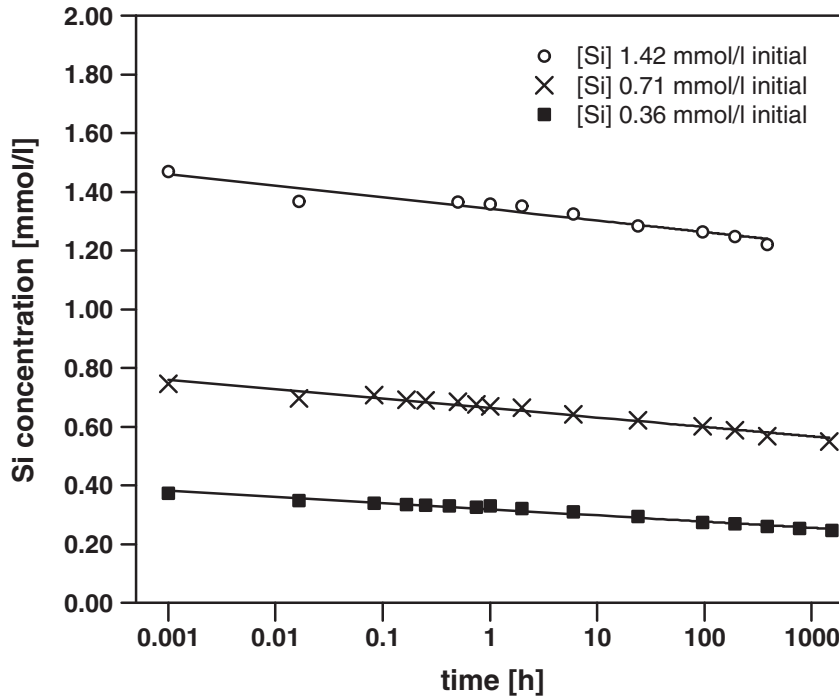 2.00
1.80
1.60
1.40
1.20
1.00
0.80
0.60
0.40
0.20
0.00
Si concentration [mmol/l]
[Si] 1.42 mmol/l initial
[Si] 0.71 mmol/l initial
[Si] 0.36 mmol/l initial
0.001 0.01 0.1 1 10 100 1000
time [h]